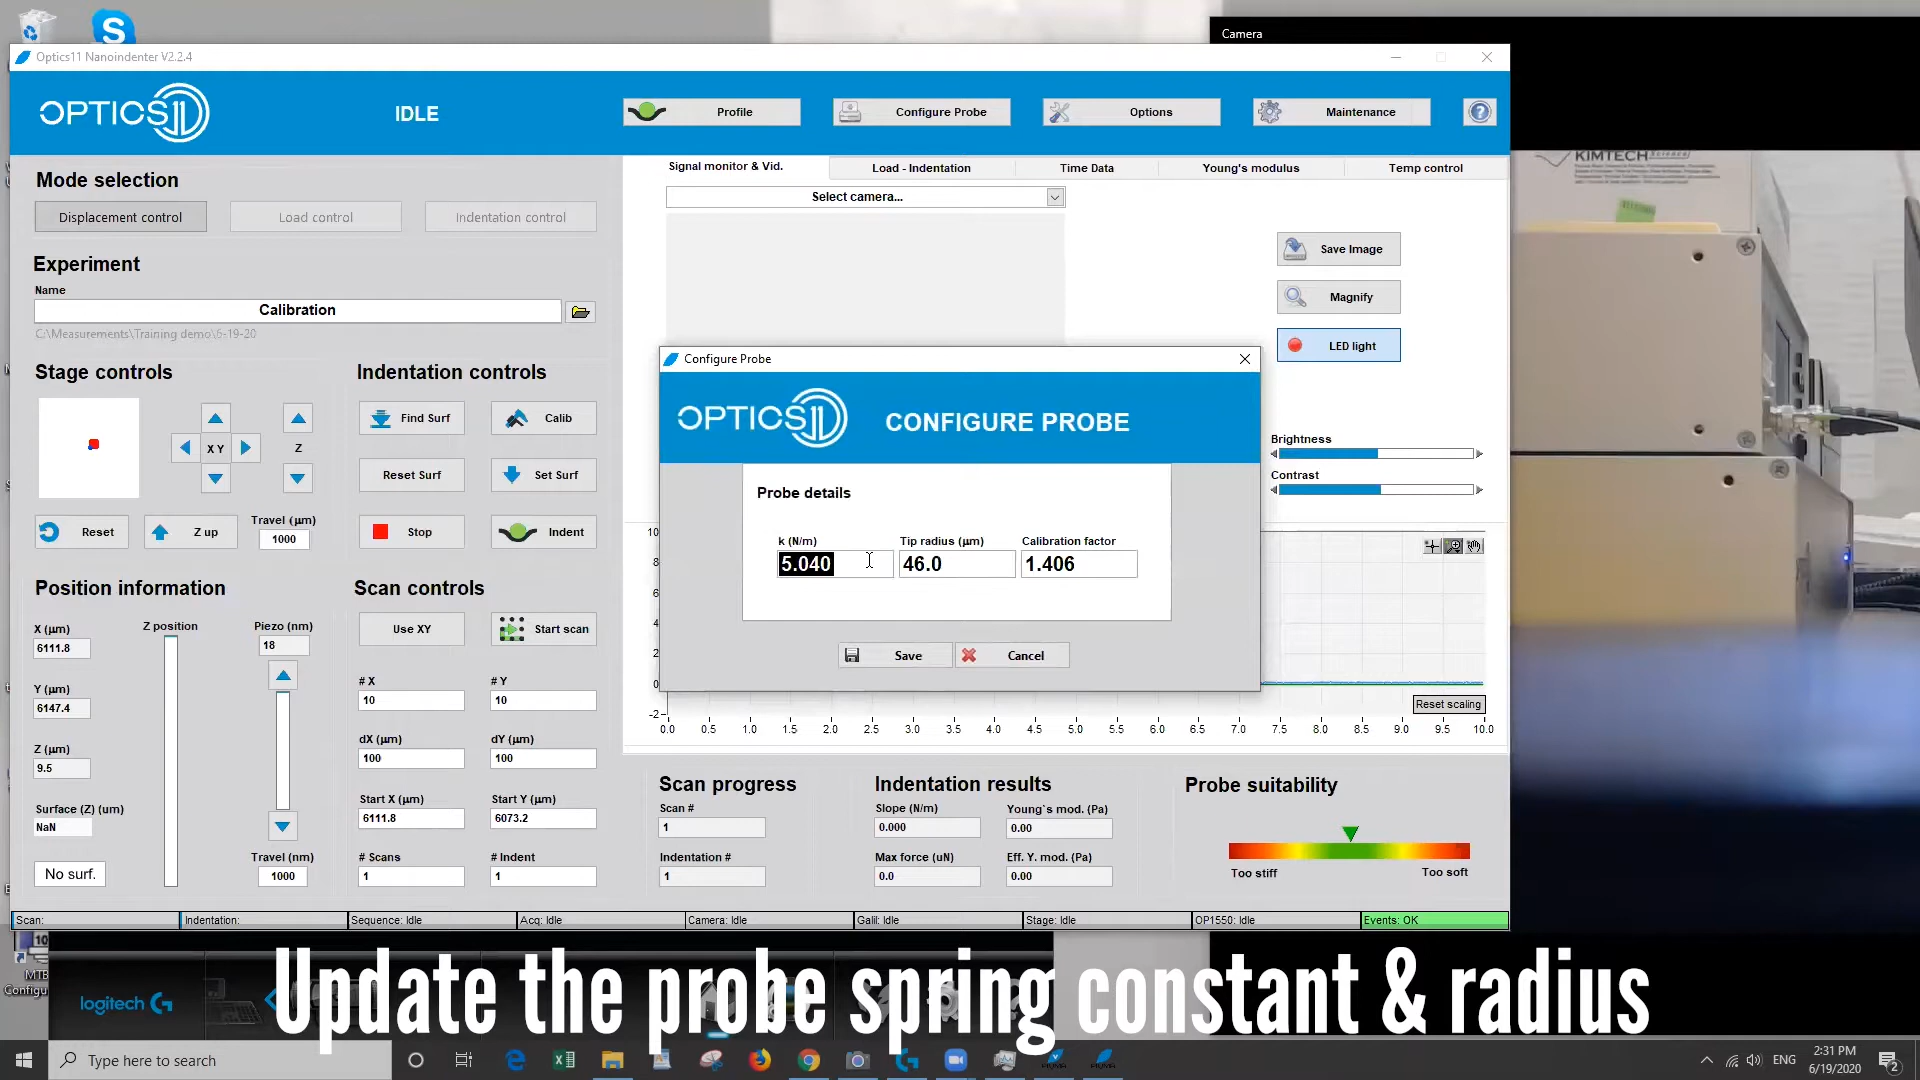 Camera
Optics11 Nanoindenter V2.2.4
OPTICS11
IDLE
Profile
Configure Probe
Options
Maintenance
Mode selection
Displacement control
Load control
Indentation control
Experiment
Name
Calibration
C:\Measurements\Training demo\6-19-20
Stage controls
X Y
Z
Reset
Z up
Travel (µm)
1000
Indentation controls
Find Surf
Calib
Reset Surf
Set Surf
Stop
Indent
Position information
X (µm)
6111.8
Y (µm)
6147.4
Z (µm)
9.5
Surface (Z) (um)
NaN
No surf.
Z position
Piezo (nm)
18
Travel (nm)
1000
Scan controls
Use XY
Start scan
# X
10
# Y
10
dX (µm)
100
dY (µm)
100
Start X (µm)
6111.8
Start Y (µm)
6073.2
# Scans
1
# Indent
1
Signal monitor & Vid.
Load - Indentation
Time Data
Young's modulus
Temp control
Select camera...
Save Image
Magnify
LED light
Brightness
Contrast
Configure Probe
OPTICS11
CONFIGURE PROBE
Probe details
k (N/m)
5.040
Tip radius (µm)
46.0
Calibration factor
1.406
Save
Cancel
10
8
6
4
2
0
-2
0.0 0.5 1.0 1.5 2.0 2.5 3.0 3.5 4.0 4.5 5.0 5.5 6.0 6.5 7.0 7.5 8.0 8.5 9.0 9.5 10.0
Reset scaling
Scan progress
Scan #
1
Indentation #
1
Indentation results
Slope (N/m)
0.000
Young`s mod. (Pa)
0.00
Max force (uN)
0.0
Eff. Y. mod. (Pa)
0.00
Probe suitability
Too stiff
Too soft
Scan:
Indentation:
Sequence: Idle
Acq: Idle
Camera: Idle
Galil: Idle
Stage: Idle
OP1550: Idle
Events: OK
KIMTECH Science
MTB
Configu
logitech G
Update the probe spring constant & radius
Type here to search
ENG
2:31 PM
6/19/2020
2